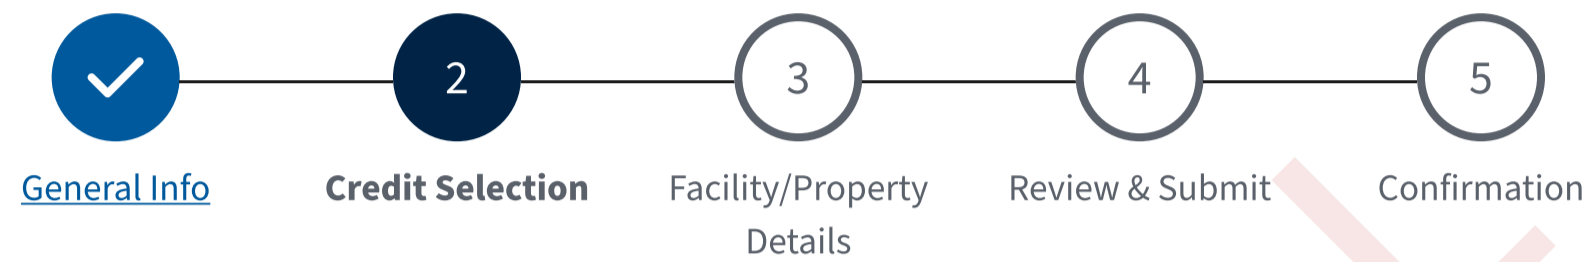 2
3
4
5
General Info
Credit Selection
Facility/Property
Details
Review & Submit
Confirmation